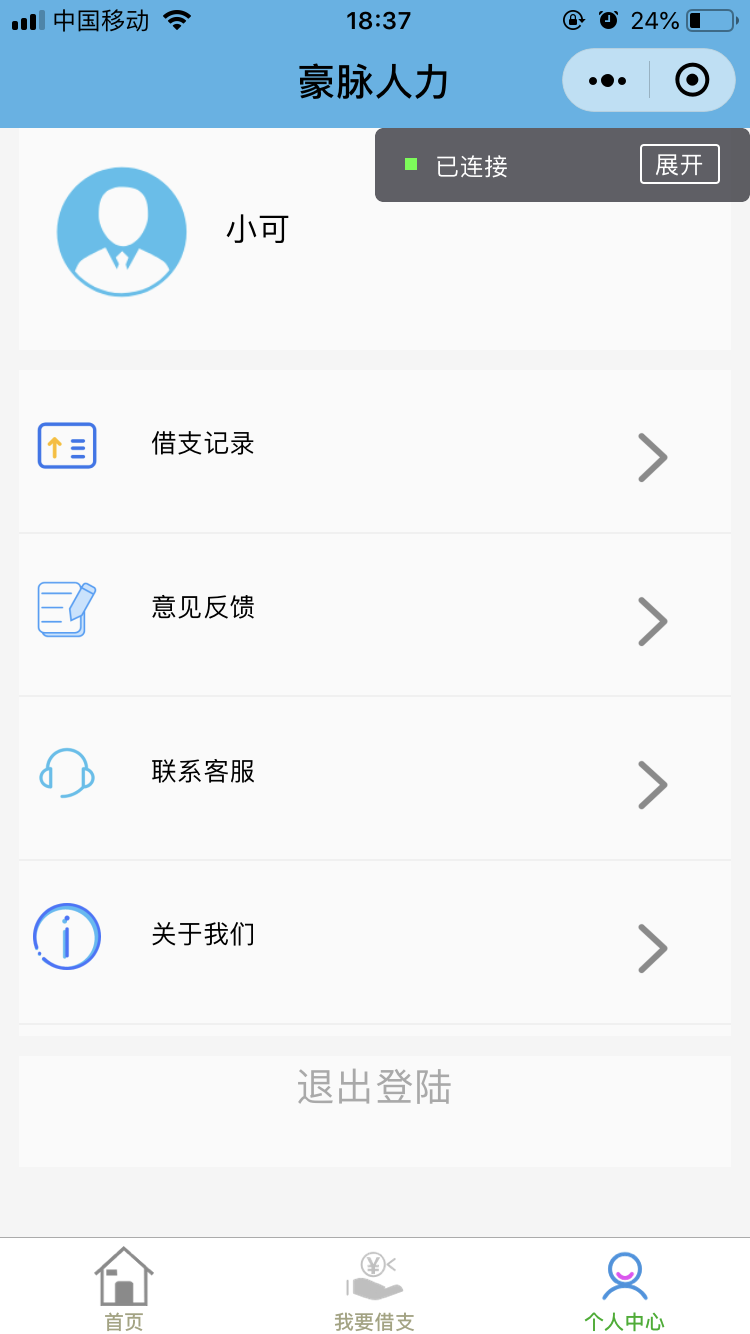 中国移动 18:37 24%
豪脉人力
已连接 展开
小可
借支记录
意见反馈
联系客服
关于我们
退出登陆
首页 我要借支 个人中心